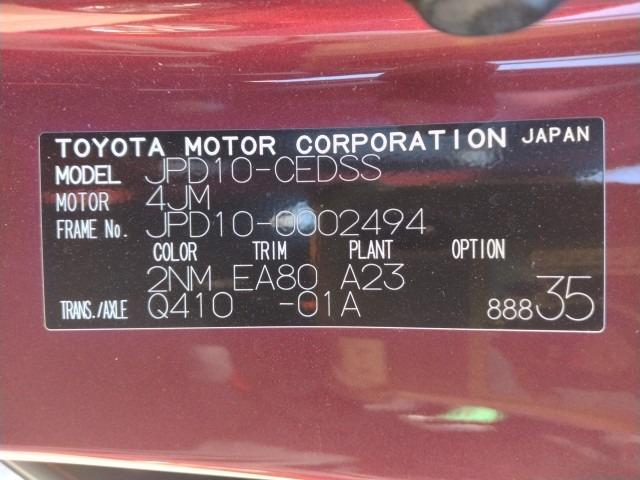 TOYOTA MOTOR CORPORATION JAPAN
MODEL JPD10-CEDSS
MOTOR 4JM
FRAME No. JPD10-0002494
COLOR TRIM PLANT OPTION
2NM EA80 A23
TRANS./AXLE Q410 -01A 88835